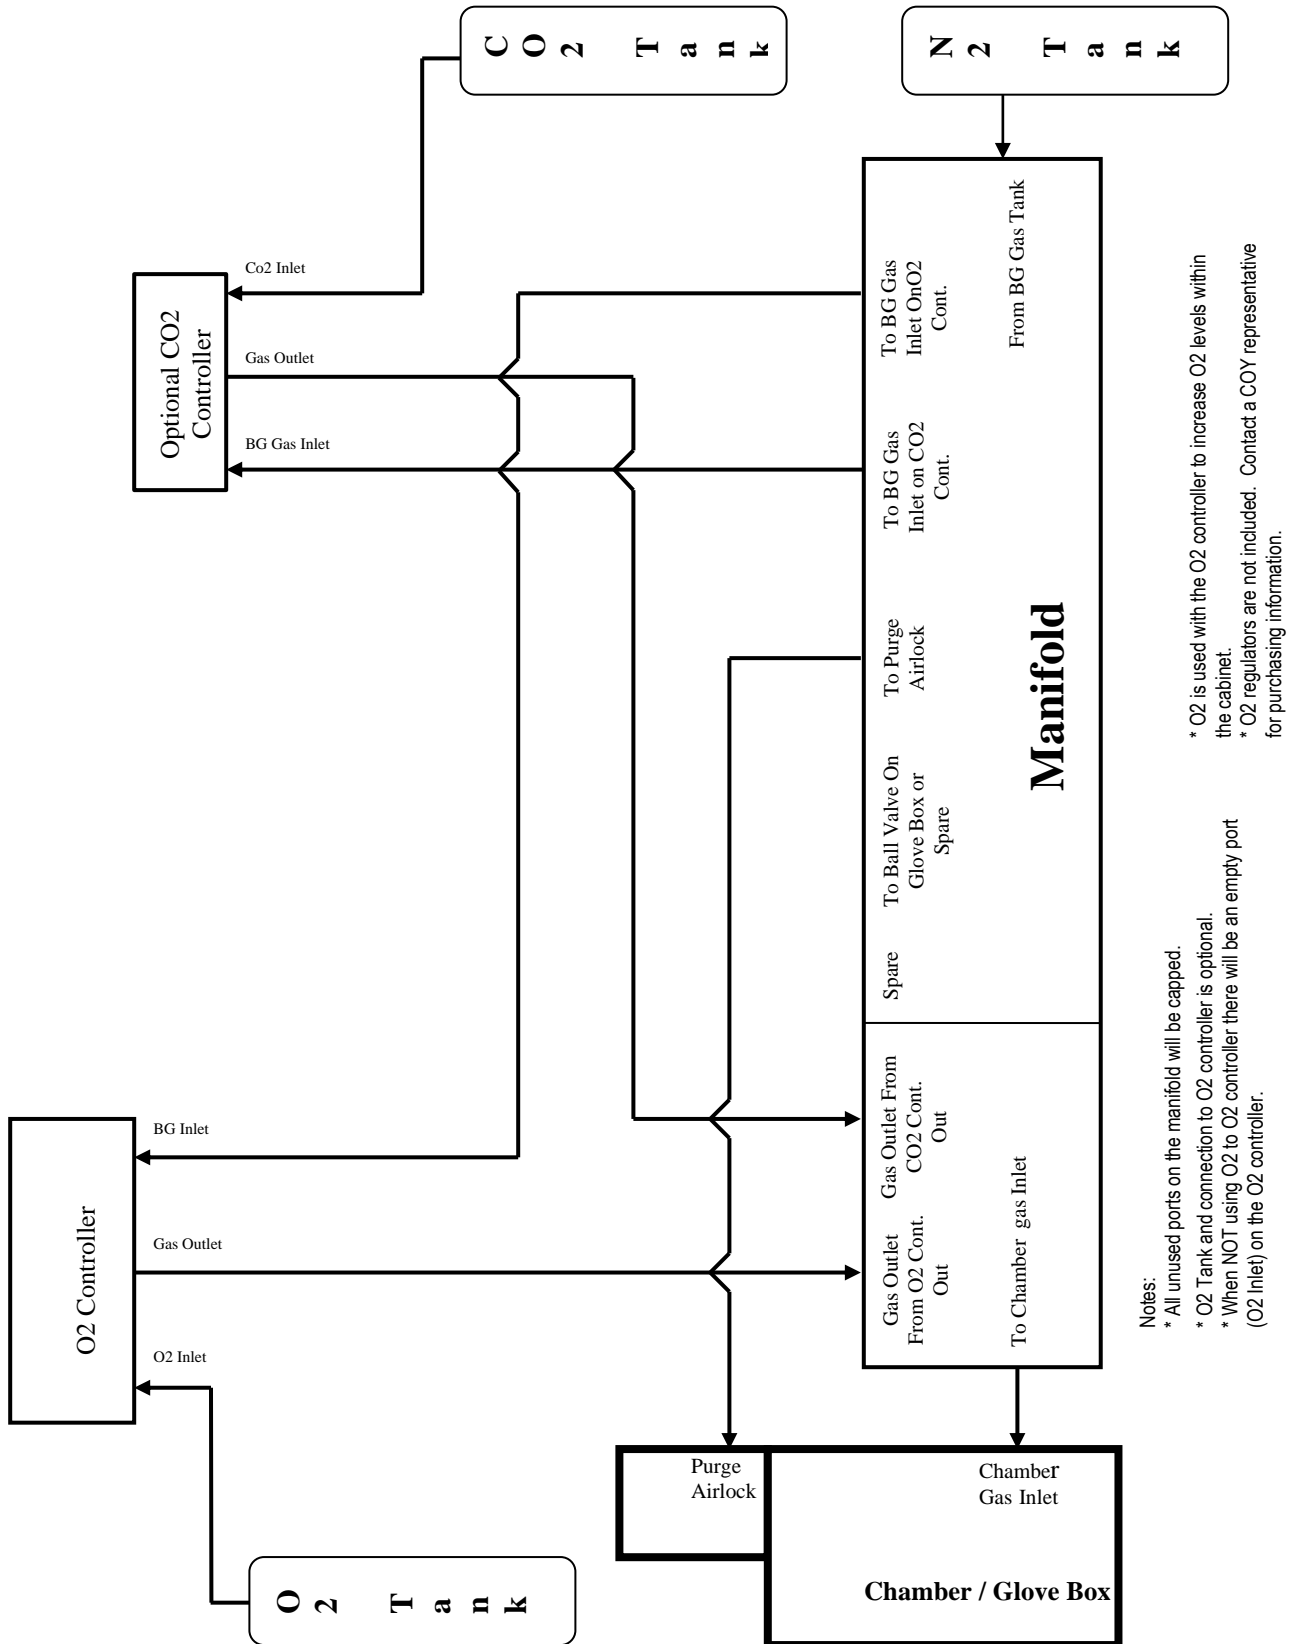 CO2 Tank
N2 Tank
Co2 Inlet
Gas Outlet
BG Gas Inlet
Optional CO2
Controller
To BG Gas
Inlet OnO2
Cont.
From BG Gas Tank
To BG Gas
Inlet on CO2
Cont.
To Purge
Airlock
To Ball Valve On
Glove Box or
Spare
Spare
Manifold
Gas Outlet From
CO2 Cont.
Out
Gas Outlet
From O2 Cont.
Out
To Chamber gas Inlet
BG Inlet
Gas Outlet
O2 Inlet
O2 Controller
O2 Tank
Purge
Airlock
Chamber
Gas Inlet
Chamber / Glove Box
Notes:
* All unused ports on the manifold will be capped.
* O2 Tank and connection to O2 controller is optional.
* When NOT using O2 to O2 controller there will be an empty port
(O2 Inlet) on the O2 controller.
* O2 is used with the O2 controller to increase O2 levels within
the cabinet.
* O2 regulators are not included. Contact a COY representative
for purchasing information.